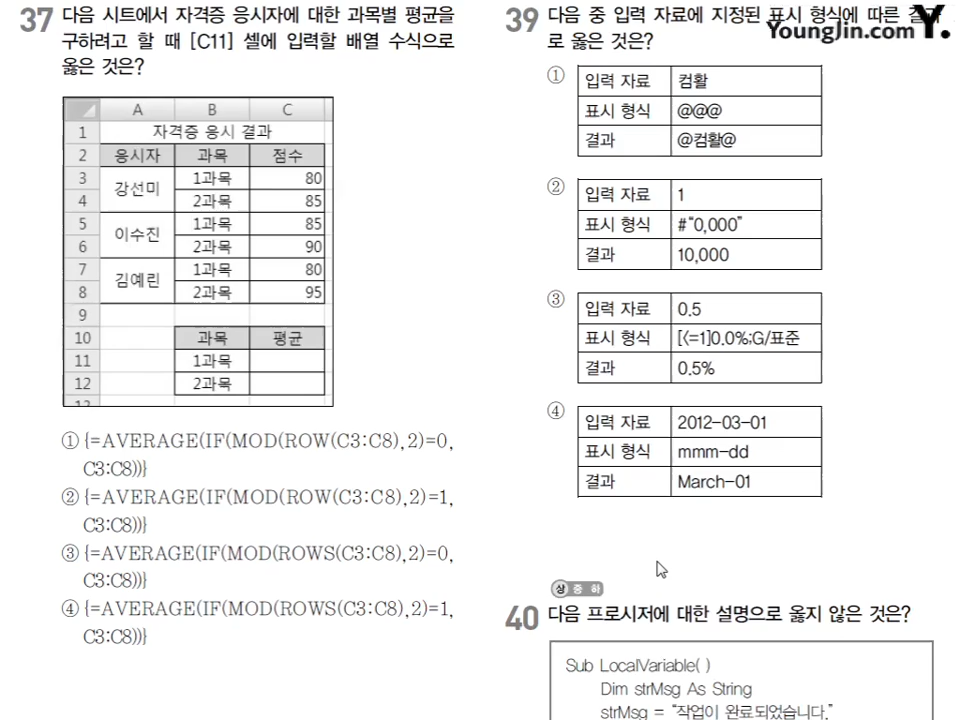 37 다음 시트에서 자격증 응시자에 대한 과목별 평균을
구하려고 할 때 [C11] 셀에 입력할 배열 수식으로
옳은 것은?
A B C
1 자격증 응시 결과
2 응시자 과목 점수
3 강선미 1과목 80
4 2과목 85
5 이수진 1과목 85
6 2과목 90
7 김예린 1과목 80
8 2과목 95
9
10 과목 평균
11 1과목
12 2과목
① {=AVERAGE(IF(MOD(ROW(C3:C8),2)=0,
C3:C8))}
② {=AVERAGE(IF(MOD(ROW(C3:C8),2)=1,
C3:C8))}
③ {=AVERAGE(IF(MOD(ROWS(C3:C8),2)=0,
C3:C8))}
④ {=AVERAGE(IF(MOD(ROWS(C3:C8),2)=1,
C3:C8))}
39 다음 중 입력 자료에 지정된 표시 형식에 따른 결과
로 옳은 것은?
YoungJin.com Y.
① 입력 자료 컴활
표시 형식 @@@
결과 @컴활@
② 입력 자료 1
표시 형식 #“0,000”
결과 10,000
③ 입력 자료 0.5
표시 형식 [(=1]0.0%;G/표준
결과 0.5%
④ 입력 자료 2012-03-01
표시 형식 mmm-dd
결과 March-01
상 중 하
40 다음 프로시저에 대한 설명으로 옳지 않은 것은?
Sub LocalVariable( )
Dim strMsg As String
strMsg = “작업이 완료되었습니다.”